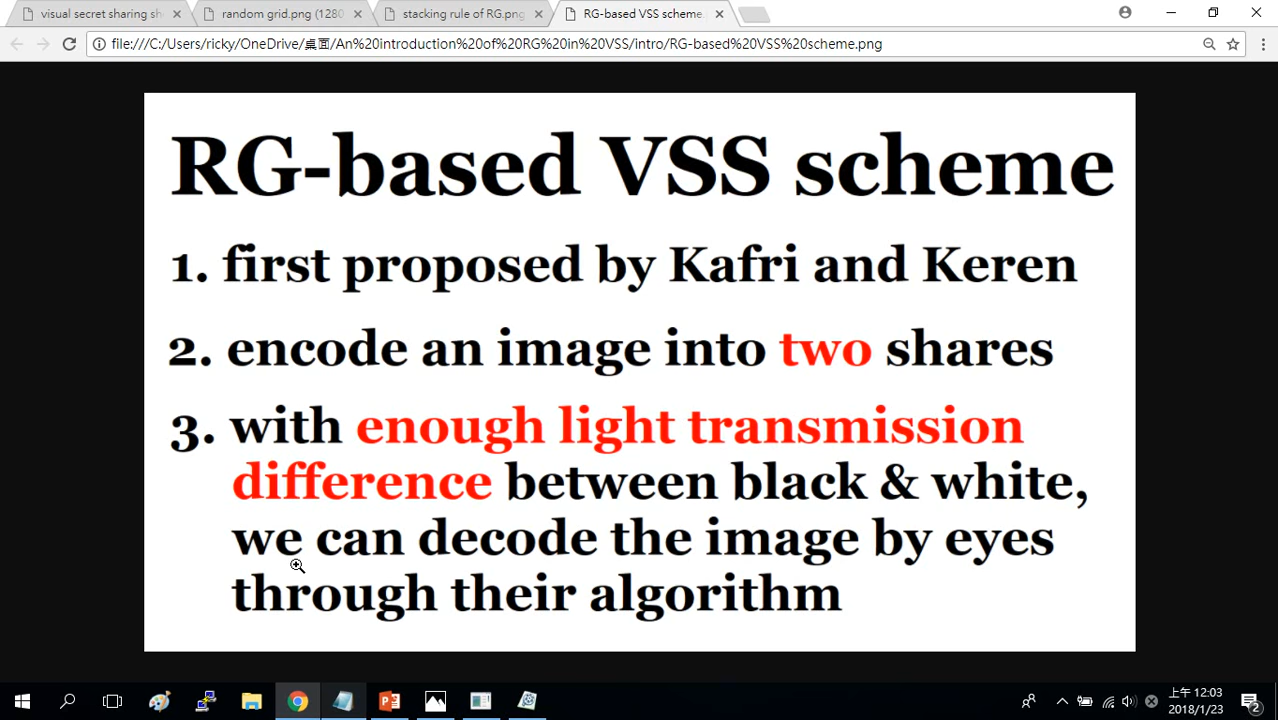 visual secret sharing sh
random grid.png (1280
stacking rule of RG.png
RG-based VSS scheme.
file:///C:/Users/ricky/OneDrive/桌面/An%20introduction%20of%20RG%20in%20VSS/intro/RG-based%20VSS%20scheme.png
RG-based VSS scheme
1. first proposed by Kafri and Keren
2. encode an image into two shares
3. with enough light transmission
difference between black & white,
we can decode the image by eyes
through their algorithm
上午 12:03
2018/1/23
2